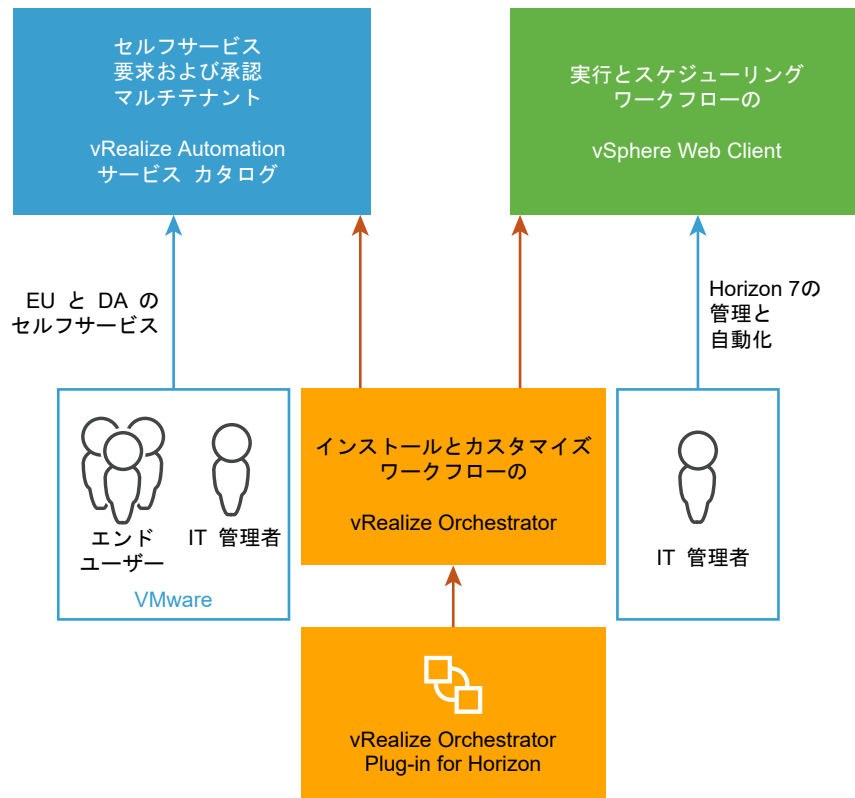 セルフサービス
要求および承認
マルチテナント
vRealize Automation
サービス カタログ
実行とスケジューリング
ワークフローの
vSphere Web Client
EU と DA の
セルフサービス
Horizon 7の
管理と
自動化
エンド
ユーザー
IT 管理者
VMware
インストールとカスタマイズ
ワークフローの
vRealize Orchestrator
IT 管理者
vRealize Orchestrator
Plug-in for Horizon